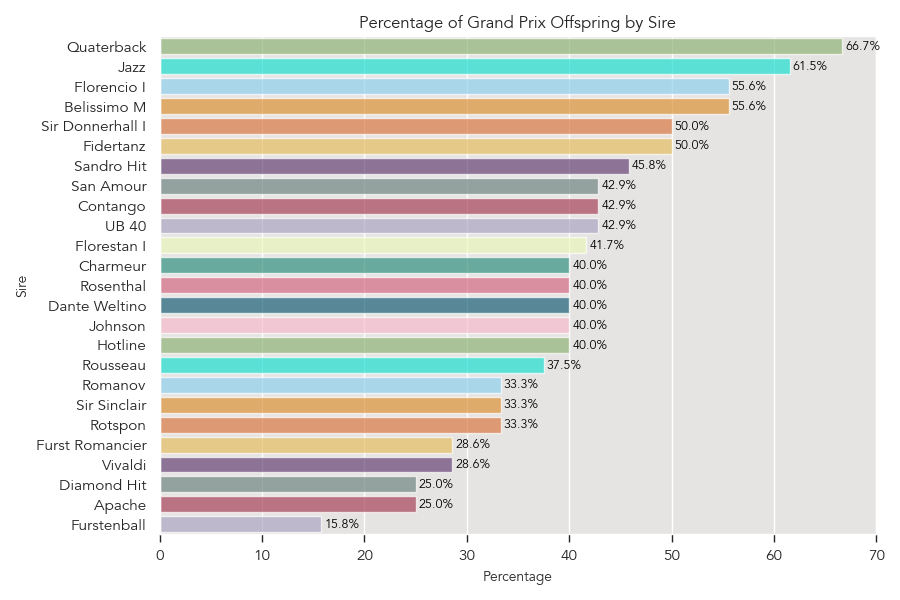 Percentage of Grand Prix Offspring by Sire
Quaterback 66.7%
Jazz 61.5%
Florencio I 55.6%
Belissimo M 55.6%
Sir Donnerhall I 50.0%
Fidertanz 50.0%
Sandro Hit 45.8%
San Amour 42.9%
Contango 42.9%
UB 40 42.9%
Florestan I 41.7%
Charmeur 40.0%
Rosenthal 40.0%
Dante Weltino 40.0%
Johnson 40.0%
Hotline 40.0%
Rousseau 37.5%
Romanov 33.3%
Sir Sinclair 33.3%
Rotspon 33.3%
Furst Romancier 28.6%
Vivaldi 28.6%
Diamond Hit 25.0%
Apache 25.0%
Furstenball 15.8%
Sire
0 10 20 30 40 50 60 70
Percentage